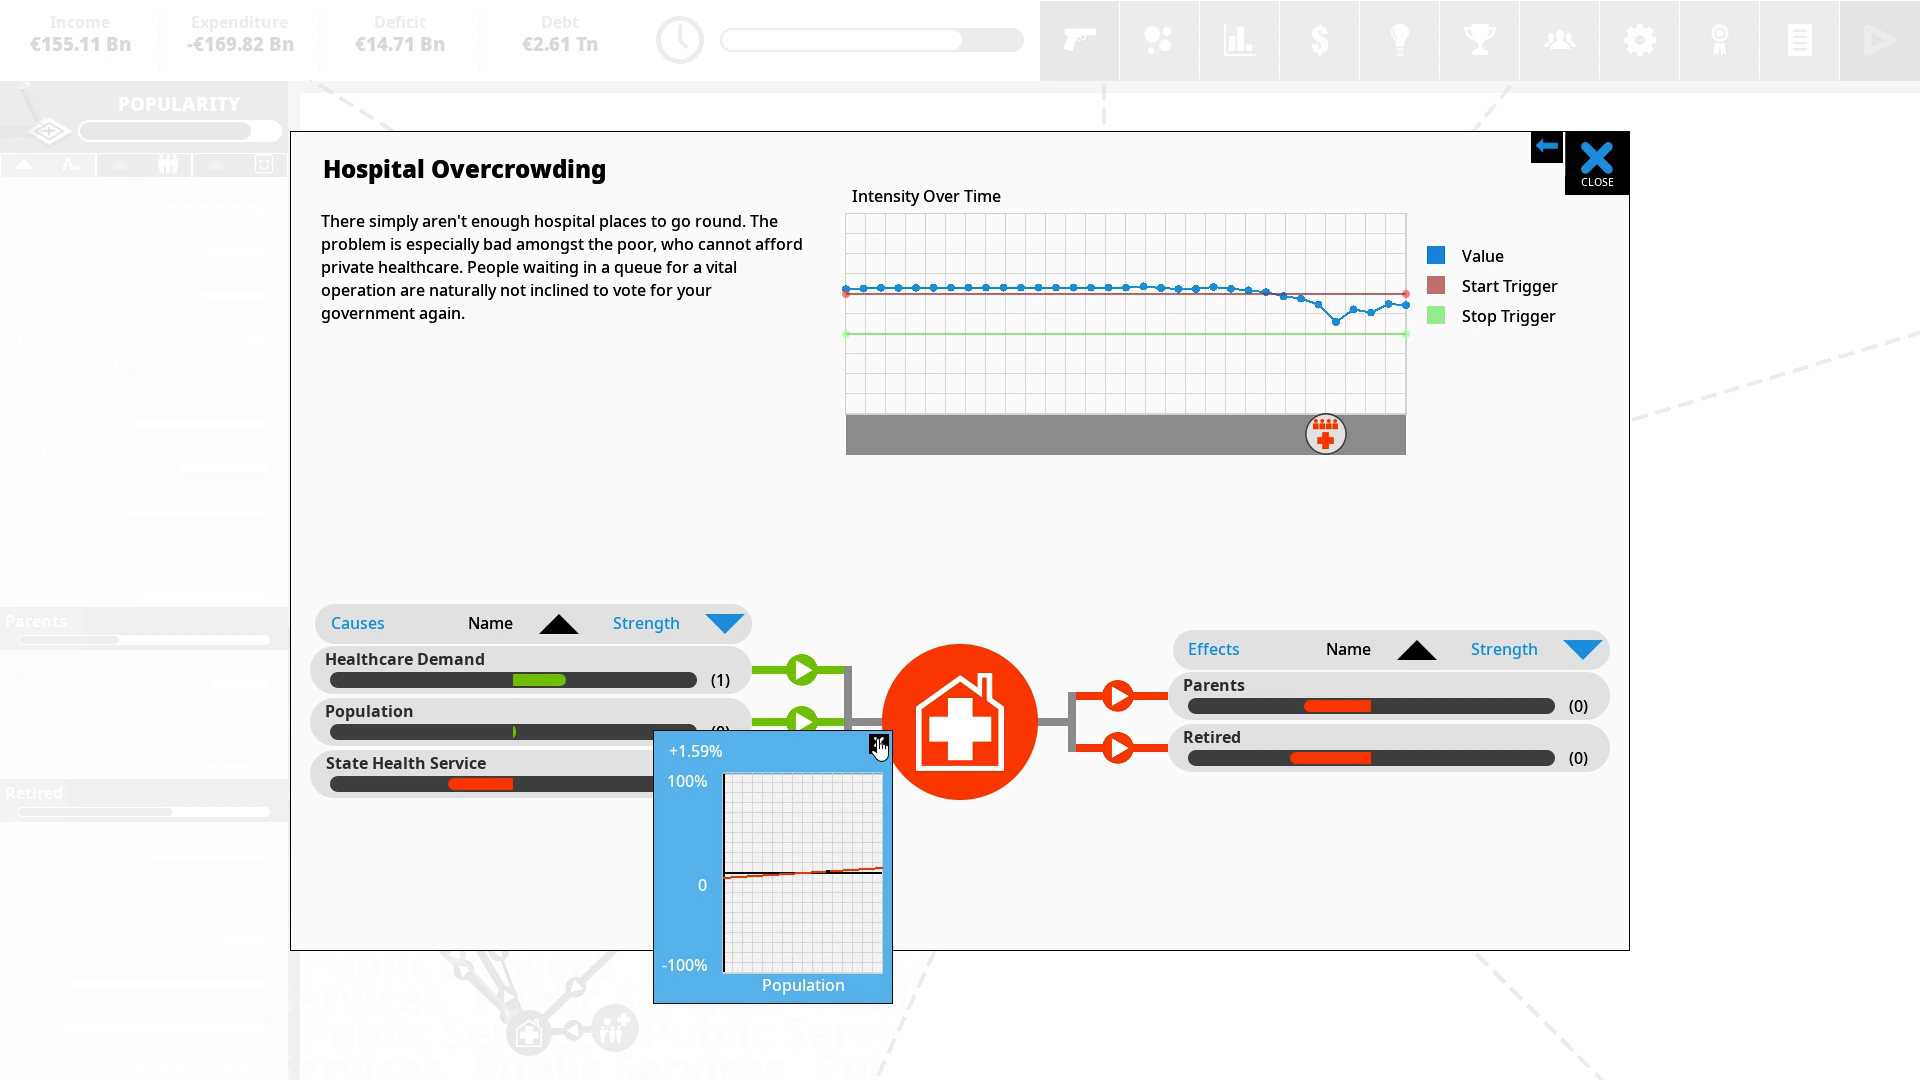 Income
€155.11 Bn
Expenditure
-€169.82 Bn
Deficit
€14.71 Bn
Debt
€2.61 Tn
POPULARITY
Parents
Retired
Hospital Overcrowding
There simply aren't enough hospital places to go round. The
problem is especially bad amongst the poor, who cannot afford
private healthcare. People waiting in a queue for a vital
operation are naturally not inclined to vote for your
government again.
CLOSE
Intensity Over Time
Value
Start Trigger
Stop Trigger
Causes Name Strength
Healthcare Demand
(1)
Population
State Health Service
Effects Name Strength
Parents
(0)
Retired
(0)
+1.59%
100%
0
-100%
Population
Public Services
Public Services